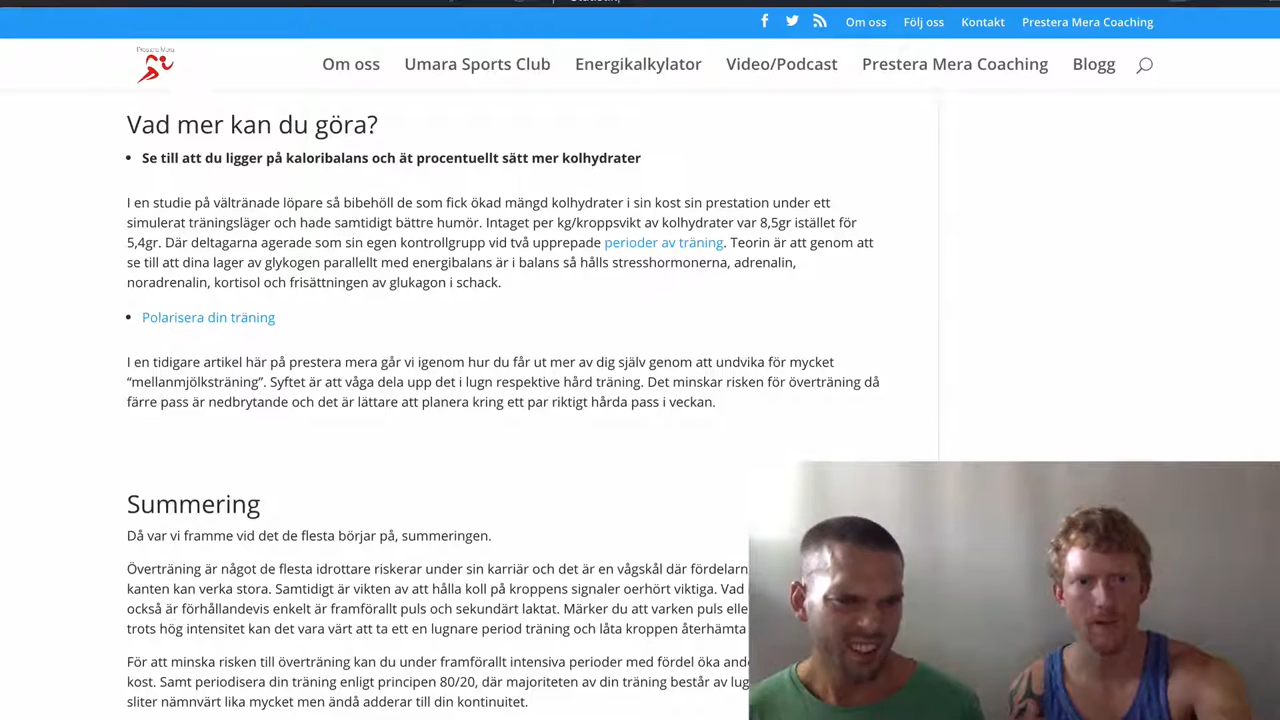 Om oss Följ oss Kontakt Prestera Mera Coaching
Prestera Mera
Om oss Umara Sports Club Energikalkylator Video/Podcast Prestera Mera Coaching Blogg
Vad mer kan du göra?
• Se till att du ligger på kaloribalans och ät procentuellt sätt mer kolhydrater
I en studie på vältränade löpare så bibehöll de som fick ökad mängd kolhydrater i sin kost sin prestation under ett
simulerat träningsläger och hade samtidigt bättre humör. Intaget per kg/kroppsvikt av kolhydrater var 8,5gr istället för
5,4gr. Där deltagarna agerade som sin egen kontrollgrupp vid två upprepade perioder av träning. Teorin är att genom att
se till att dina lager av glykogen parallellt med energibalans är i balans så hålls stresshormonerna, adrenalin,
noradrenalin, kortisol och frisättningen av glukagon i schack.
• Polarisera din träning
I en tidigare artikel här på prestera mera går vi igenom hur du får ut mer av dig själv genom att undvika för mycket
“mellanmjölksträning”. Syftet är att våga dela upp det i lugn respektive hård träning. Det minskar risken för överträning då
färre pass är nedbrytande och det är lättare att planera kring ett par riktigt hårda pass i veckan.
Summering
Då var vi framme vid det de flesta börjar på, summeringen.
Överträning är något de flesta idrottare riskerar under sin karriär och det är en vågskål där fördelarn
kanten kan verka stora. Samtidigt är vikten av att hålla koll på kroppens signaler oerhört viktiga. Vad
också är förhållandevis enkelt är framförallt puls och sekundärt laktat. Märker du att varken puls elle
trots hög intensitet kan det vara värt att ta ett en lugnare period träning och låta kroppen återhämta
För att minska risken till överträning kan du under framförallt intensiva perioder med fördel öka and
kost. Samt periodisera din träning enligt principen 80/20, där majoriteten av din träning består av lug
sliter nämnvärt lika mycket men ändå adderar till din kontinuitet.